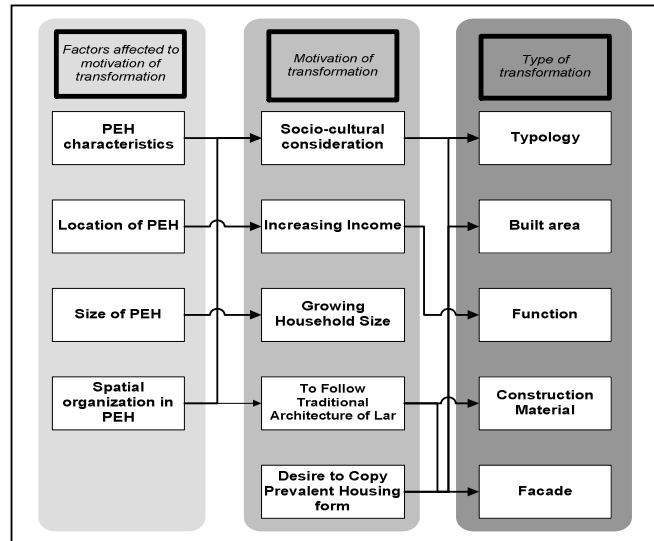 Factors affected to
motivation of
transformation
Motivation of
transformation
Type of
transformation
PEH
characteristics
Socio-cultural
consideration
Typology
Location of PEH
Increasing Income
Built area
Size of PEH
Growing
Household Size
Function
Spatial
organization in
PEH
To Follow
Traditional
Architecture of Lar
Construction
Material
Desire to Copy
Prevalent Housing
form
Facade